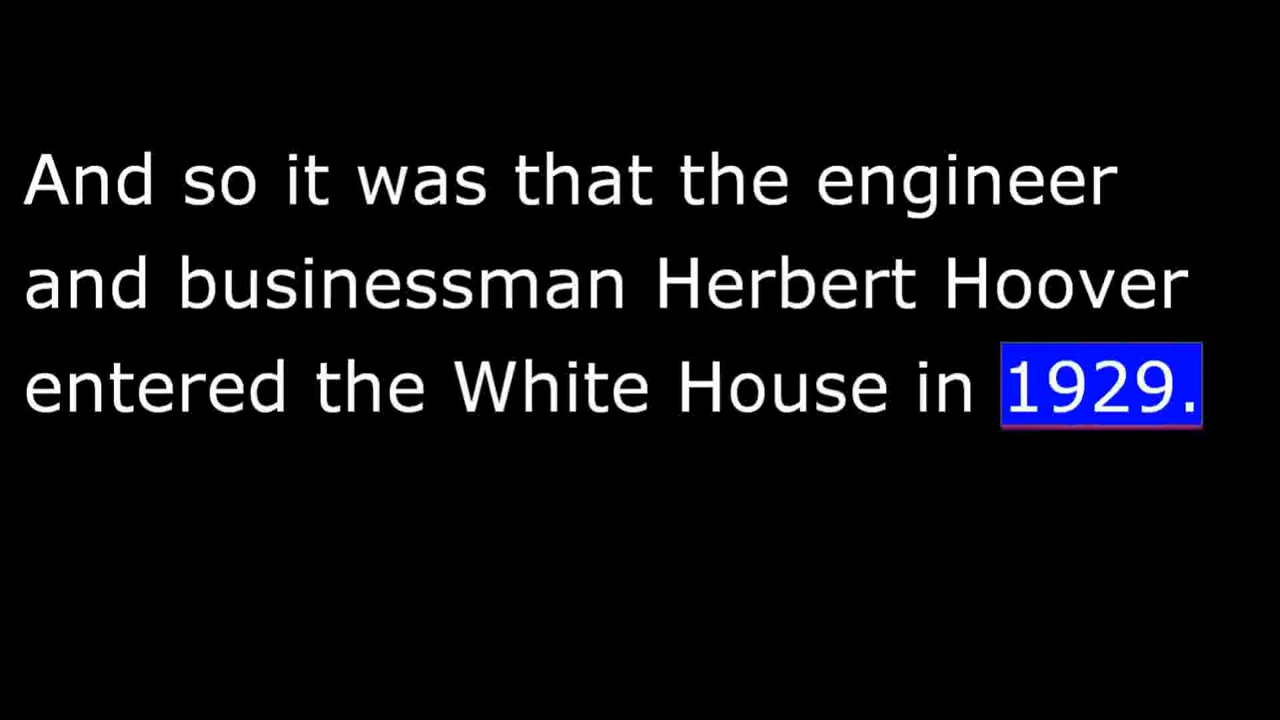 And so it was that the engineer
and businessman Herbert Hoover
entered the White House in 1929.